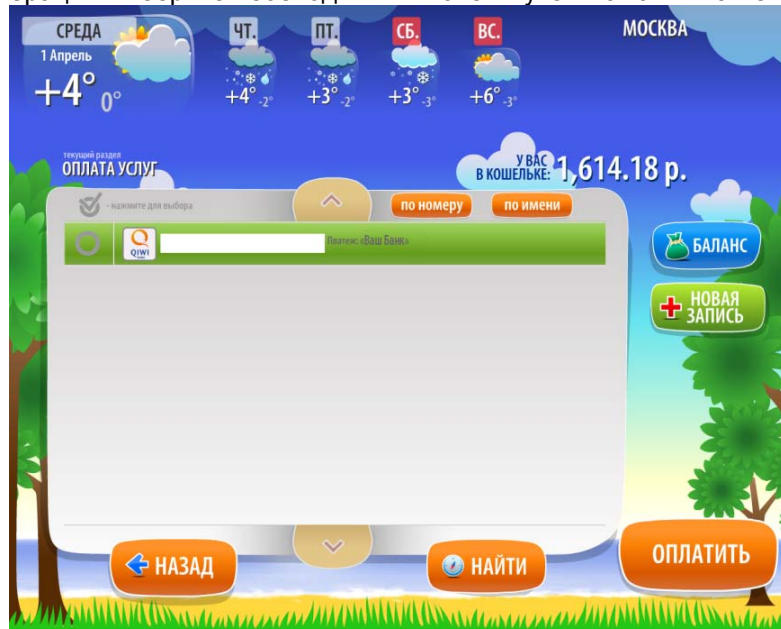 СРЕДА
1 Апрель
+4° 0°
ЧТ.
+4° -2°
ПТ.
+3° -2°
СБ.
+3° -3°
ВС.
+6° -3°
МОСКВА
текущий раздел
ОПЛАТА УСЛУГ
У ВАС
В КОШЕЛЬКЕ: 1,614.18 р.
- нажмите для выбора
по номеру
по имени
QIWI
Платеж: «Ваш Банк»
БАЛАНС
НОВАЯ
ЗАПИСЬ
НАЗАД
НАЙТИ
ОПЛАТИТЬ